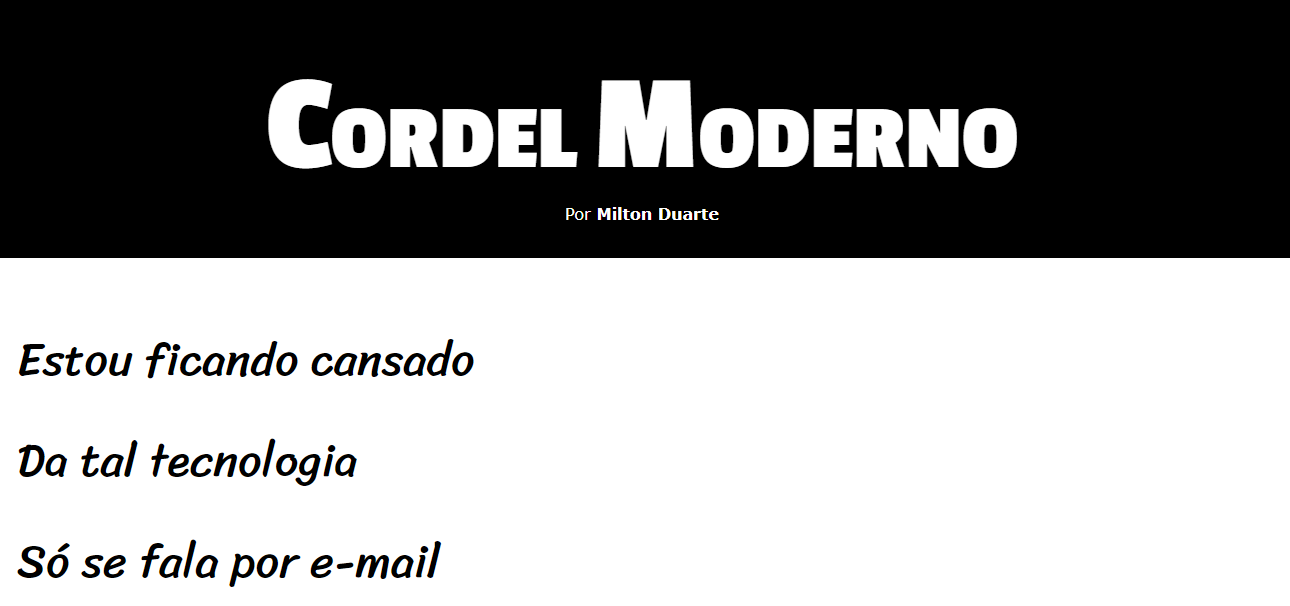 Cordel Moderno
Por Milton Duarte
Estou ficando cansado
Da tal tecnologia
Só se fala por e-mail